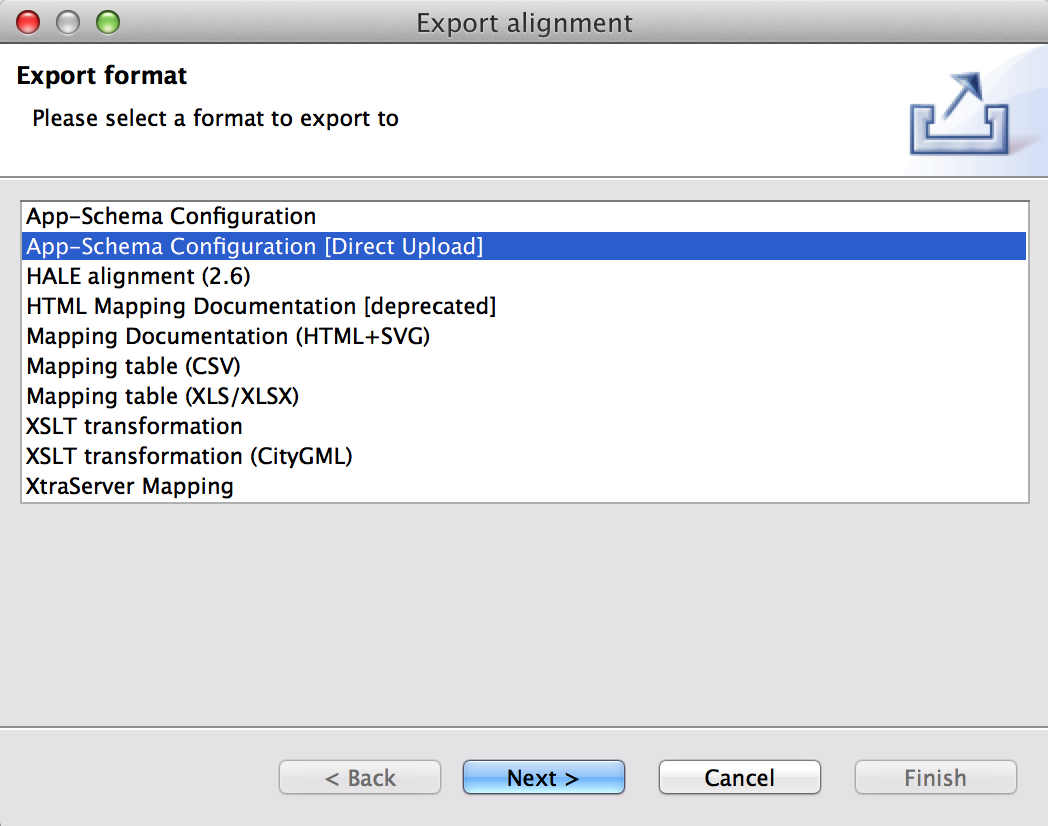 Export alignment
Export format
Please select a format to export to
App-Schema Configuration
App-Schema Configuration [Direct Upload]
HALE alignment (2.6)
HTML Mapping Documentation [deprecated]
Mapping Documentation (HTML+SVG)
Mapping table (CSV)
Mapping table (XLS/XLSX)
XSLT transformation
XSLT transformation (CityGML)
XtraServer Mapping
< Back Next > Cancel Finish